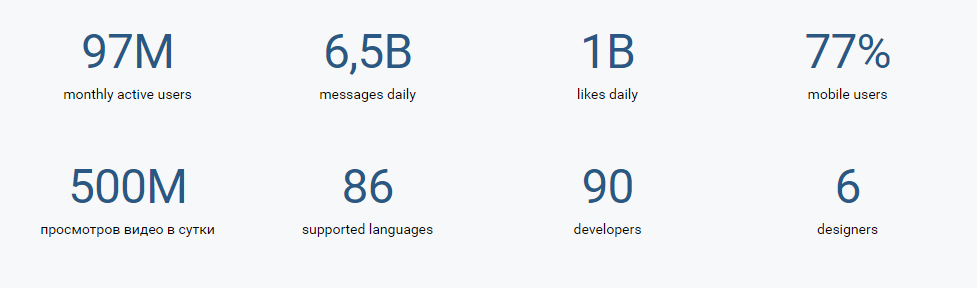 97M
6,5B
1B
77%
monthly active users
messages daily
likes daily
mobile users
500M
86
90
6
просмотров видео в сутки
supported languages
developers
designers